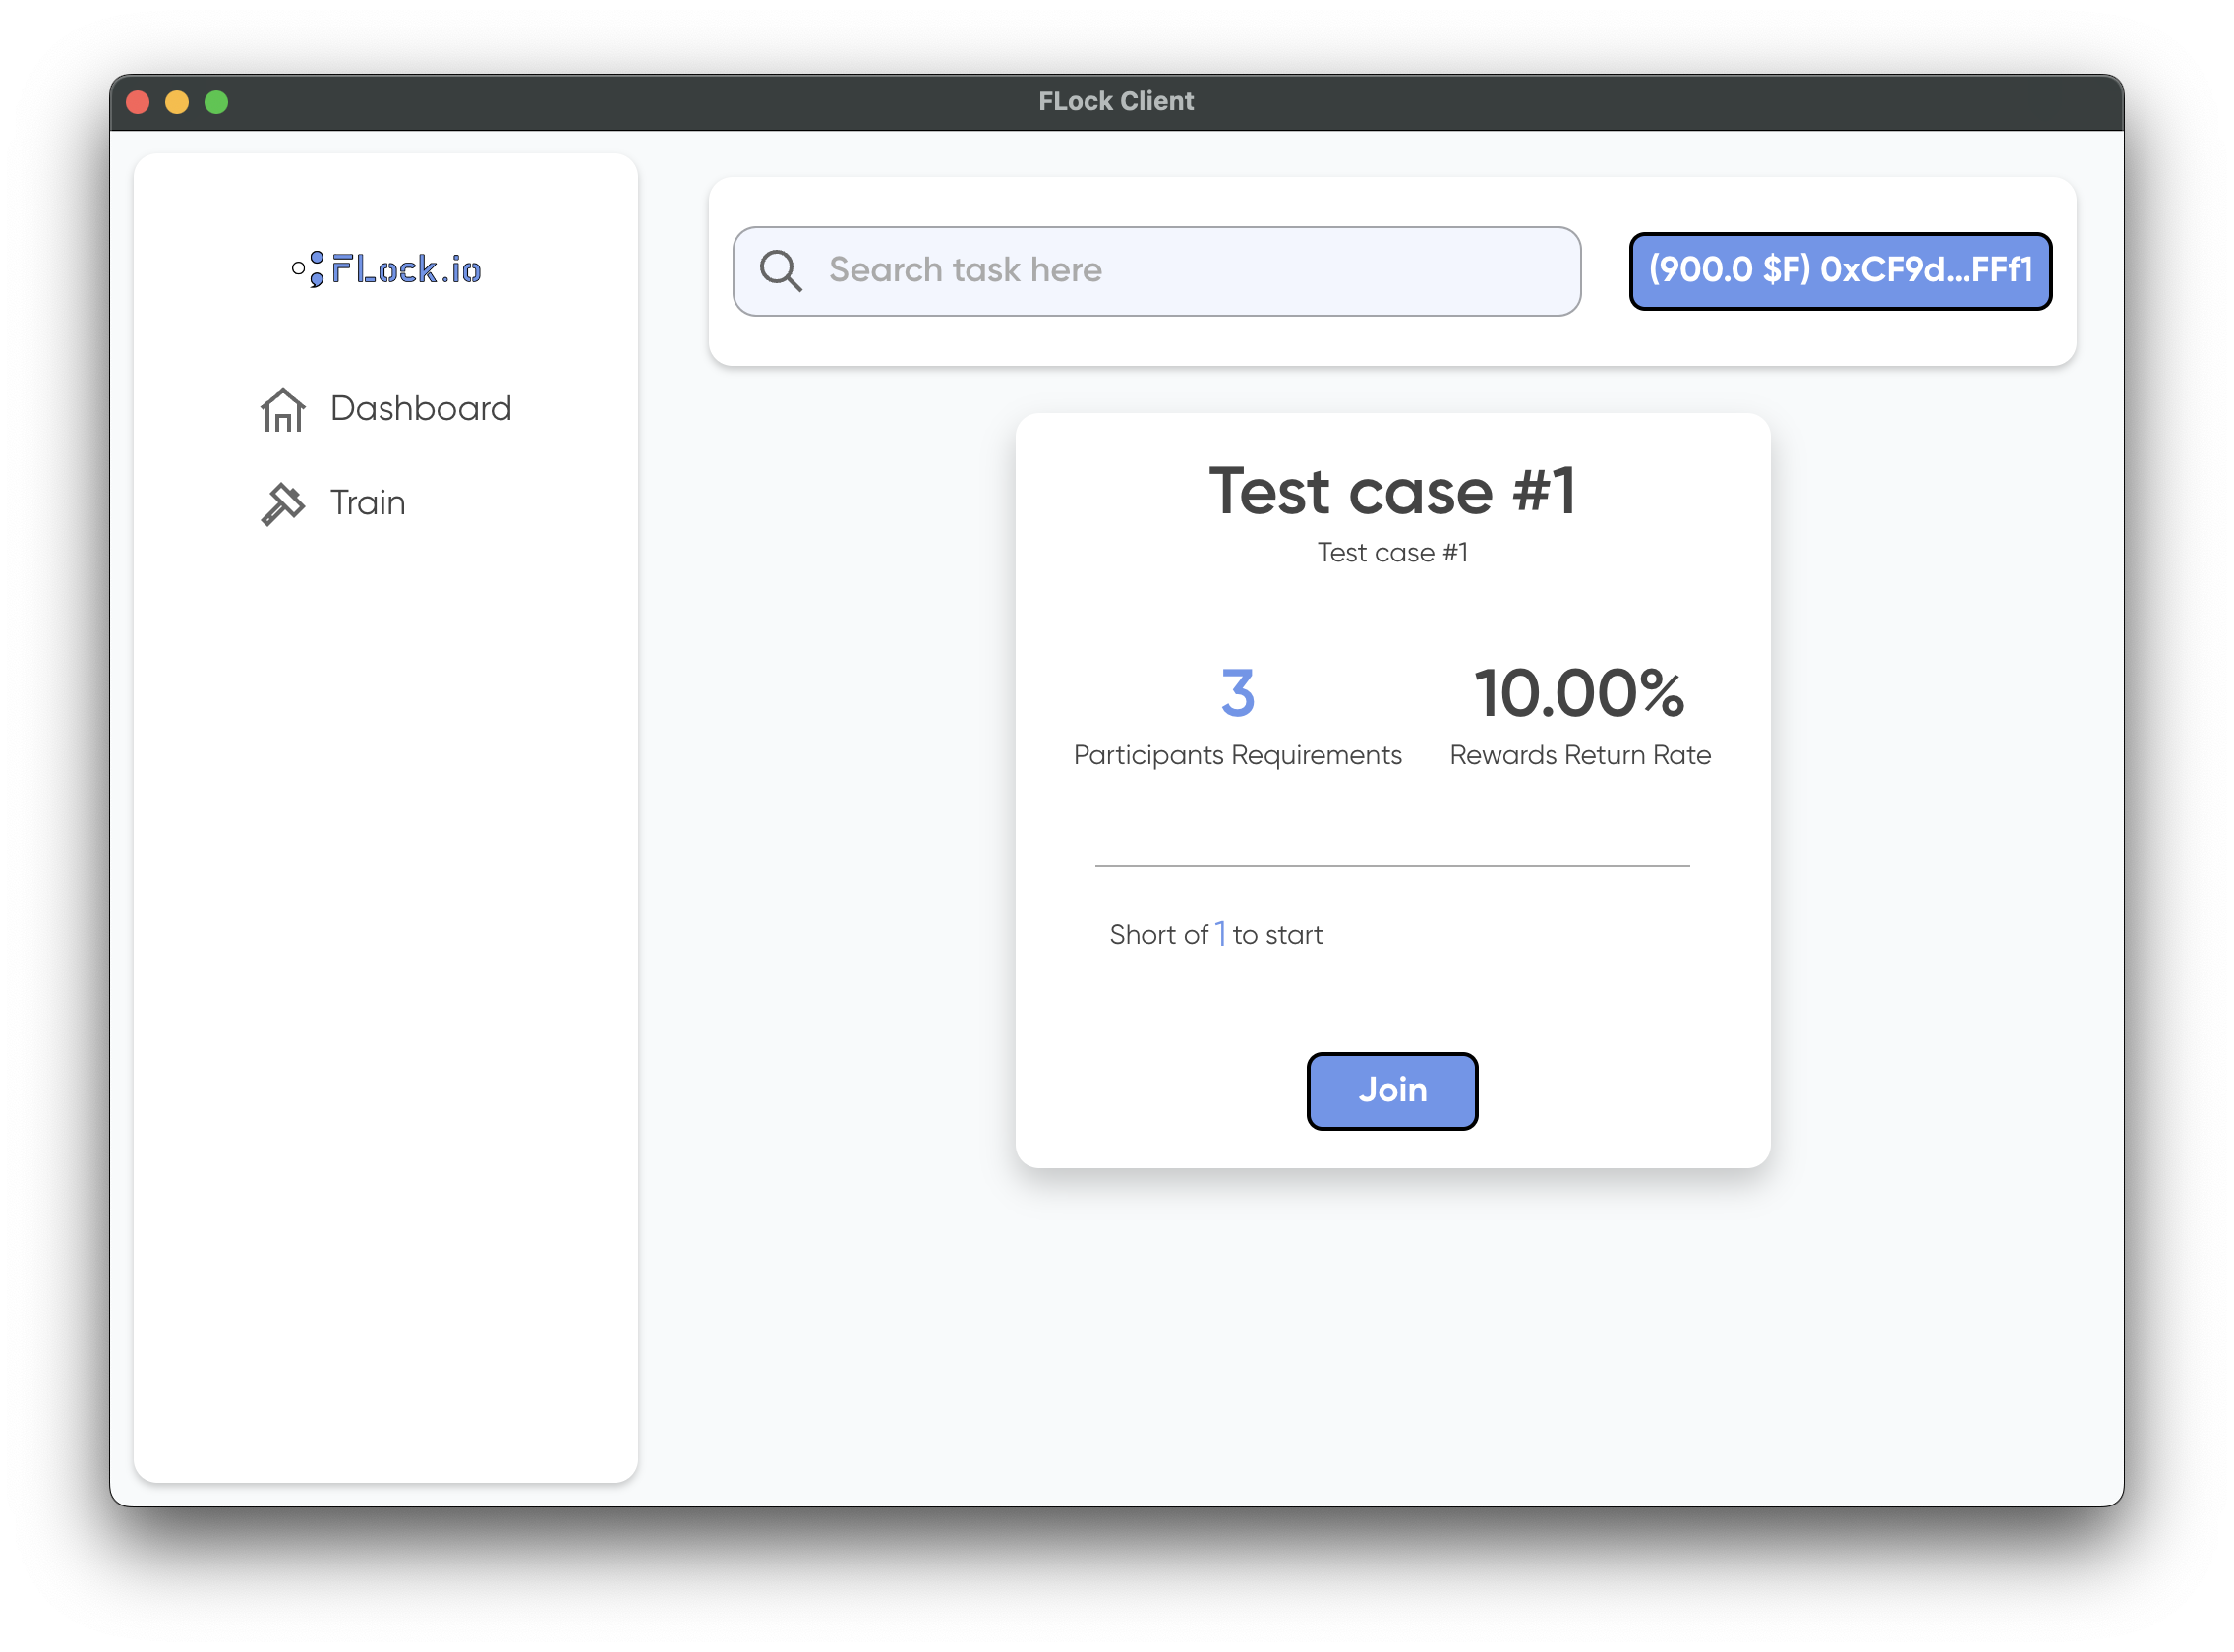 FLock Client
FLock.io
Dashboard
Train
Search task here
(900.0 $F) 0xCF9d...FFf1
Test case #1
Test case #1
3
Participants Requirements
10.00%
Rewards Return Rate
Short of 1 to start
Join